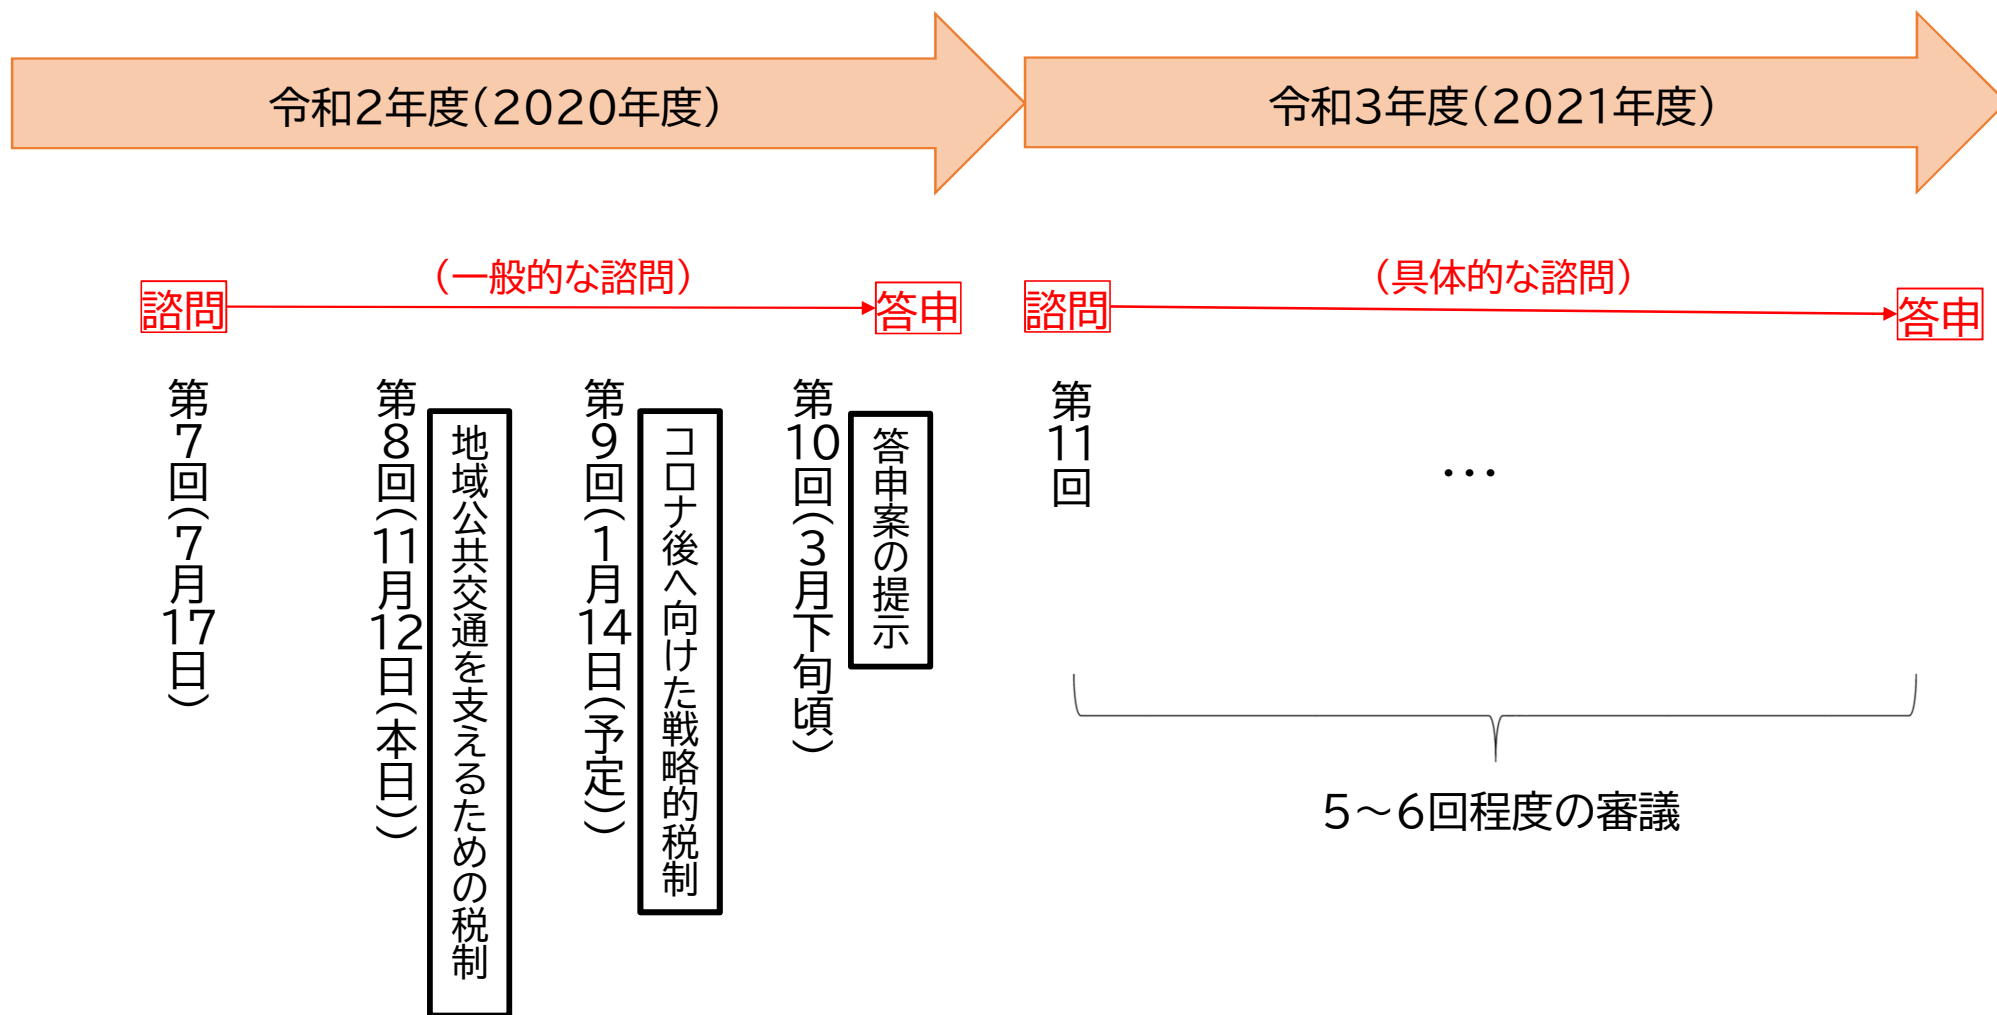 令和2年度(2020年度)
令和3年度(2021年度)
(一般的な諮問)
諮問
答申
(具体的な諮問)
諮問
答申
第7回(7月17日)
第8回(11月12日(本日))
地域公共交通を支えるための税制
第9回(1月14日(予定))
コロナ後へ向けた戦略的税制
第10回(3月下旬頃)
答申案の提示
第11回
…
5~6回程度の審議